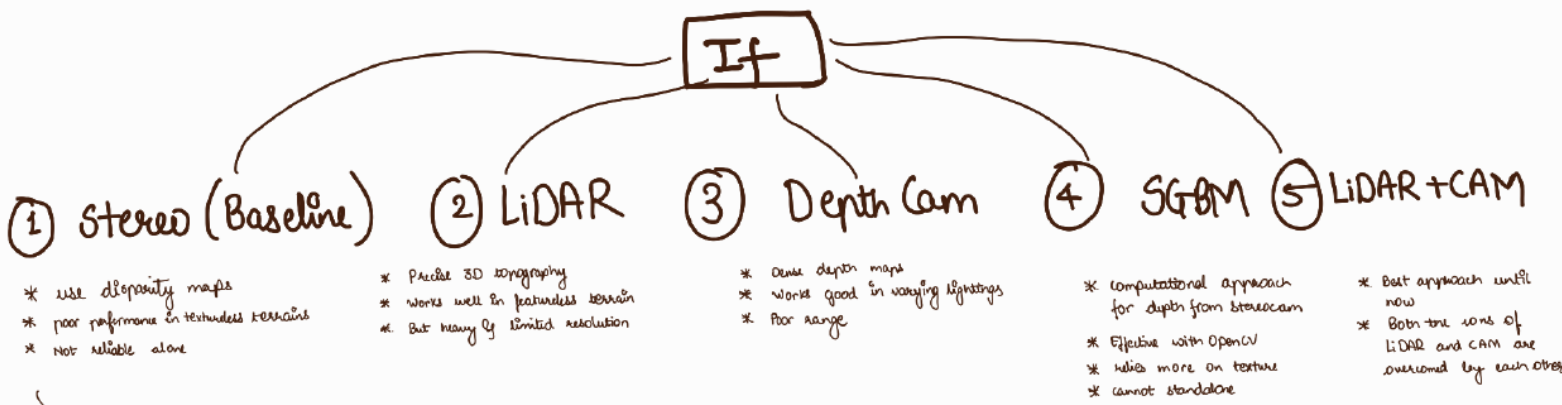 If
① Stereo (Baseline)
* use disparity maps
* poor performance in textureless terrains
* Not reliable alone
② LiDAR
* Precise 3D topography
* works well in featureless terrain
* But heavy & limited resolution
③ Depth Cam
* Dense depth maps
* works good in varying lightings
* Poor range
④ SGBM
* computational approach
for depth from stereocam
* Effective with OpenCV
* relies more on texture
* cannot standalone
⑤ LiDAR+CAM
* Best approach until
now
* Both the cons of
LiDAR and CAM are
overcomed by each other